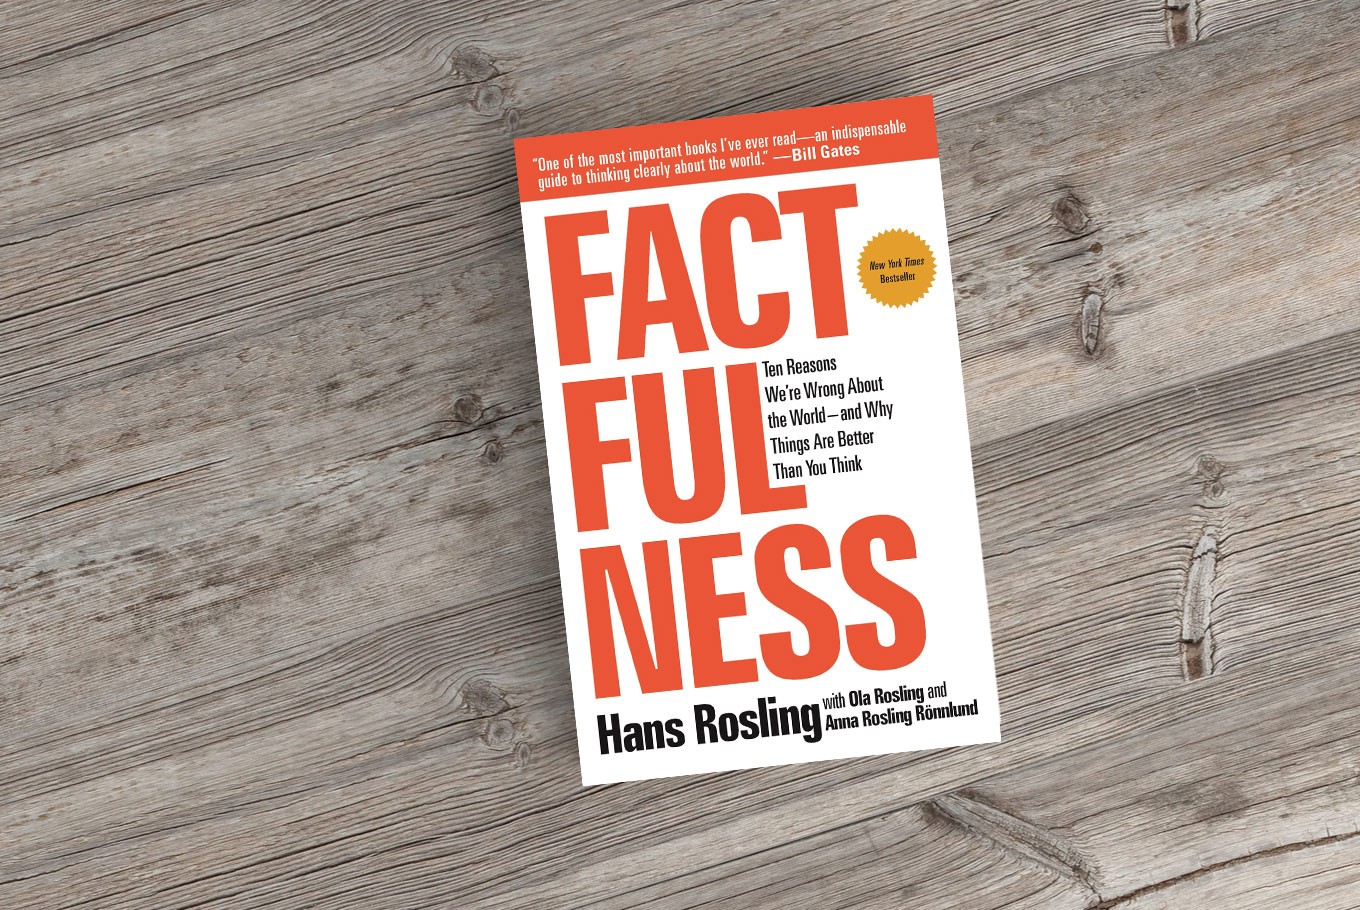 “One of the most important books I’ve ever read—an indispensable
guide to thinking clearly about the world.” —Bill Gates
FACT
New York Times
Bestseller
FUL
Ten Reasons
We’re Wrong About
the World—and Why
Things Are Better
Than You Think
NESS
Hans Rosling
with Ola Rosling and
Anna Rosling Rönnlund